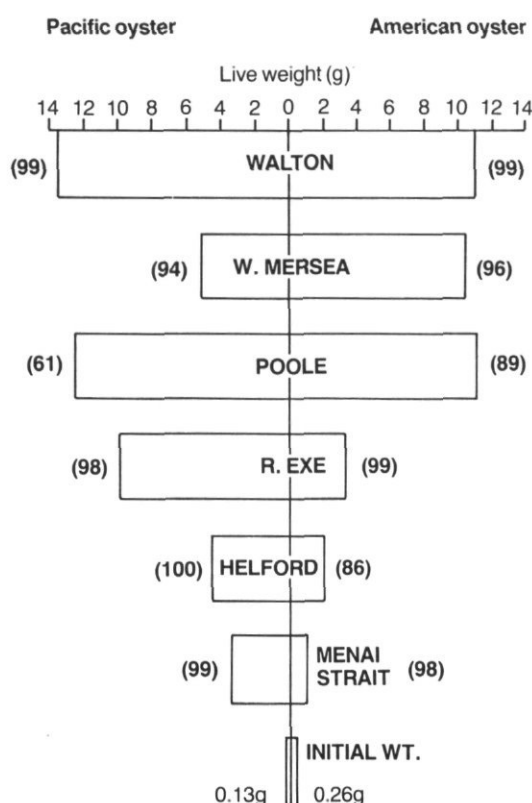 Pacific oyster American oyster
Live weight (g)
14 12 10 8 6 4 2 0 2 4 6 8 10 12 14
(99) WALTON (99)
(94) W. MERSEA (96)
(61) POOLE (89)
(98) R. EXE (99)
(100) HELFORD (86)
(99) MENAI STRAIT (98)
INITIAL WT.
0.13g 0.26g